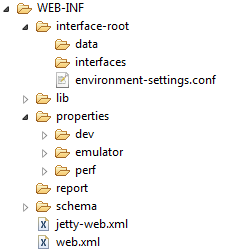 WEB-INF
interface-root
data
interfaces
environment-settings.conf
lib
properties
dev
emulator
perf
report
schema
jetty-web.xml
web.xml